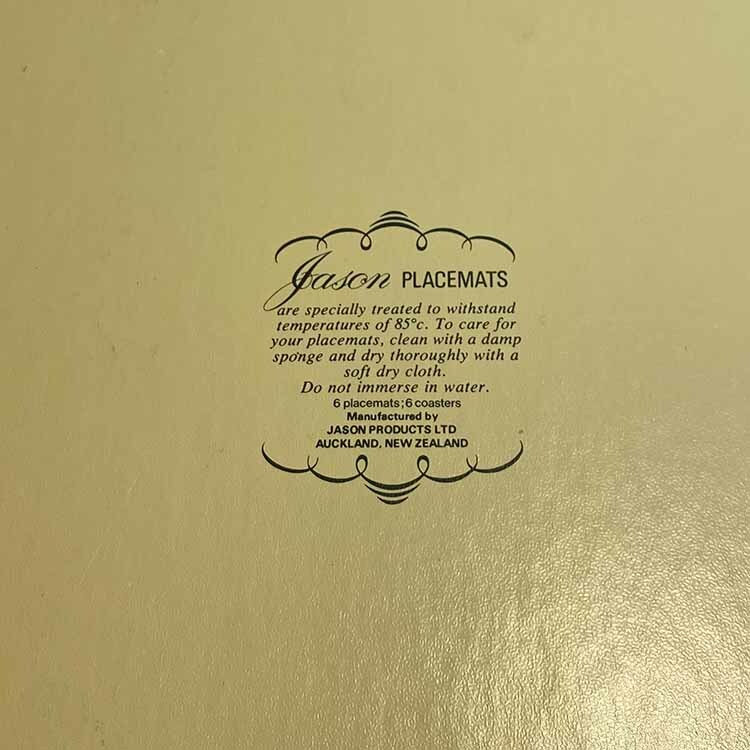 Jason PLACEMATS
are specially treated to withstand
temperatures of 85°c. To care for
your placemats, clean with a damp
sponge and dry thoroughly with a
soft dry cloth.
Do not immerse in water.
6 placemats; 6 coasters
Manufactured by
JASON PRODUCTS LTD
AUCKLAND, NEW ZEALAND